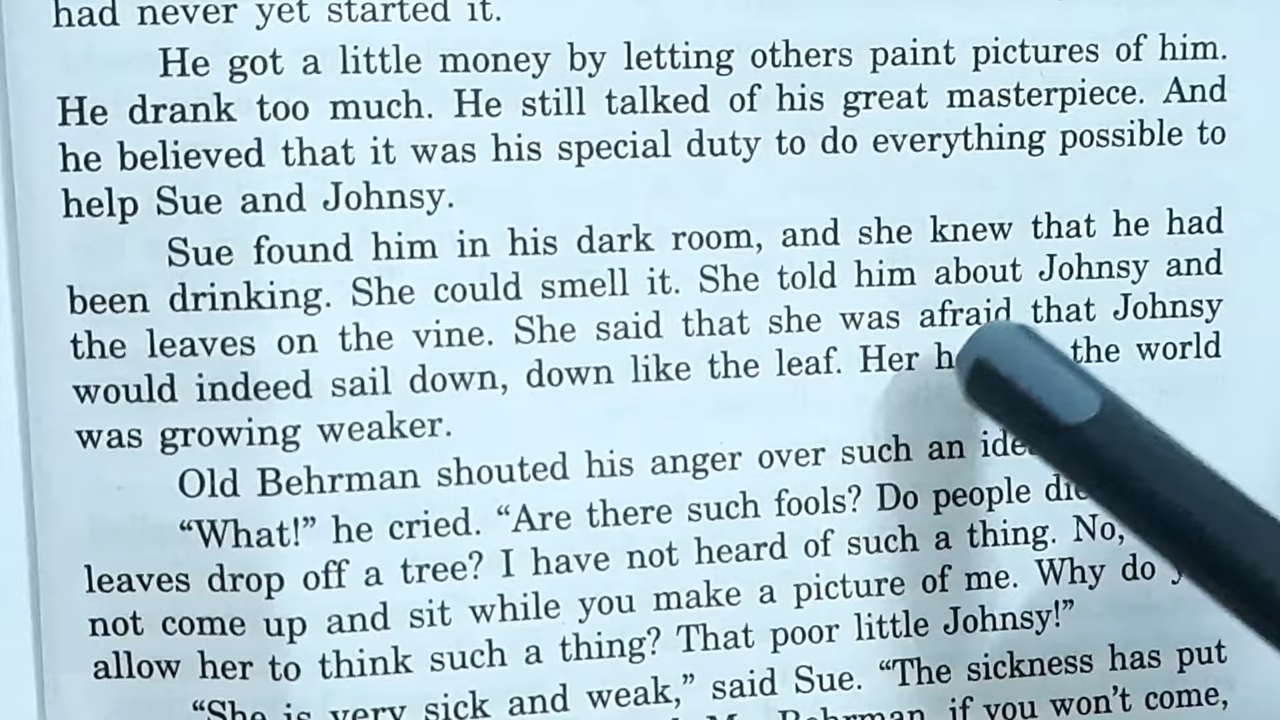 had never yet started it.
He got a little money by letting others paint pictures of him.
He drank too much. He still talked of his great masterpiece. And
he believed that it was his special duty to do everything possible to
help Sue and Johnsy.
Sue found him in his dark room, and she knew that he had
been drinking. She could smell it. She told him about Johnsy and
the leaves on the vine. She said that she was afraid that Johnsy
would indeed sail down, down like the leaf. Her the world
was growing weaker.
Old Behrman shouted his anger over such an
“What!” he cried. “Are there such fools? Do people
leaves drop off a tree? I have not heard of such a thing. No,
not come up and sit while you make a picture of me. Why do
allow her to think such a thing? That poor little Johnsy!”
“She is very sick and weak,” said Sue. “The sickness has put
Behrman, if you won’t come,